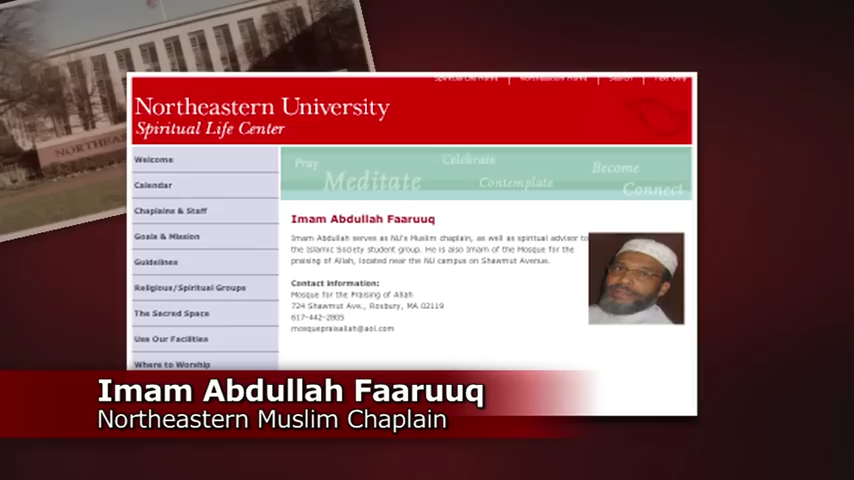 Northeastern University
Spiritual Life Center
Welcome
Calendar
Chaplains & Staff
Goals & Mission
Guidelines
Religious/Spiritual Groups
The Sacred Space
Use Our Facilities
Where to Worship
Pray
Meditate
Celebrate
Contemplate
Become
Connect
Imam Abdullah Faaruuq
Imam Abdullah serves as NU's Muslim chaplain, as well as spiritual advisor to
the Islamic Society student group. He is also Imam of the Mosque for the
praising of Allah, located near the NU campus on Shawmut Avenue.
Contact Information:
Mosque for the Praising of Allah
724 Shawmut Ave., Roxbury, MA 02119
617-442-2805
mosquepraisallah@aol.com
Imam Abdullah Faaruuq
Northeastern Muslim Chaplain